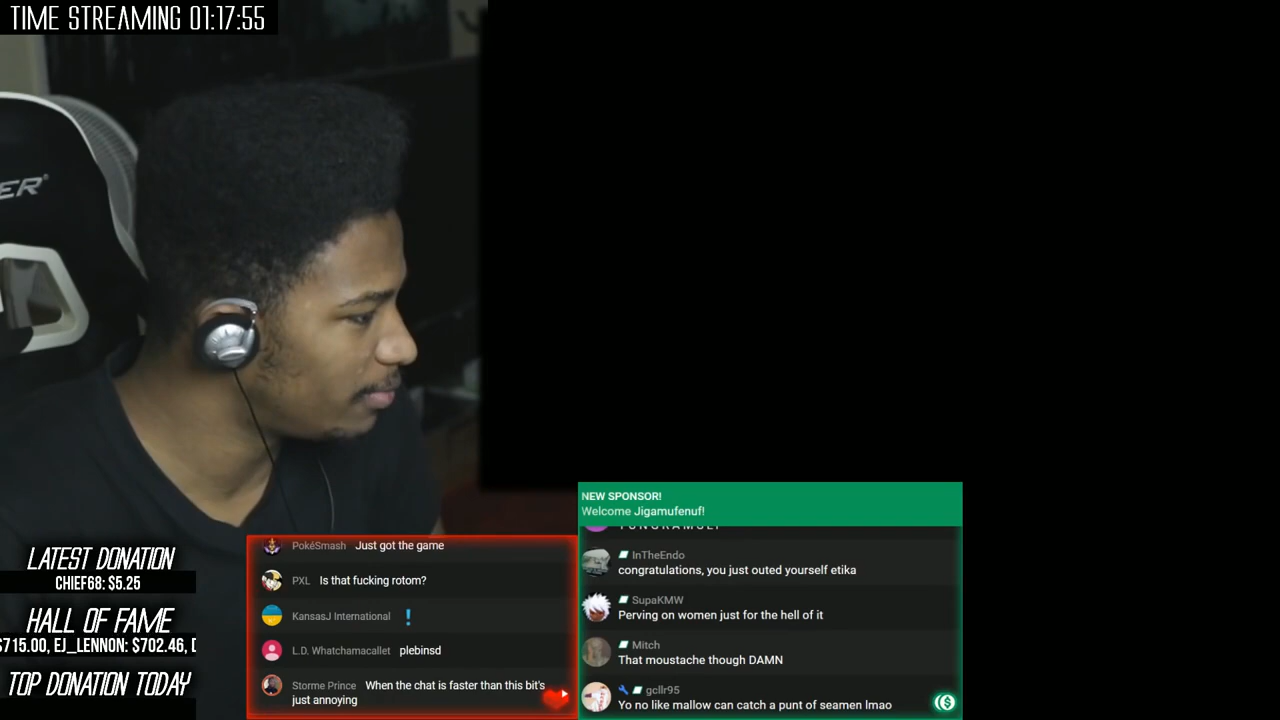 TIME STREAMING 01:17:55
ER®
LATEST DONATION
CHIEF68: $5.25
HALL OF FAME
$715.00, EJ_LENNON: $702.46,
TOP DONATION TODAY
PokéSmash Just got the game
PXL Is that fucking rotom?
KansasJ International ❗
L.D. Whatchamacallet plebinsd
Storme Prince When the chat is faster than this bit's
just annoying
NEW SPONSOR!
Welcome Jigamufenuf!
InTheEndo
congratulations, you just outed yourself etika
SupaKMW
Perving on women just for the hell of it
Mitch
That moustache though DAMN
gcllr95
Yo no like mallow can catch a punt of seamen lmao